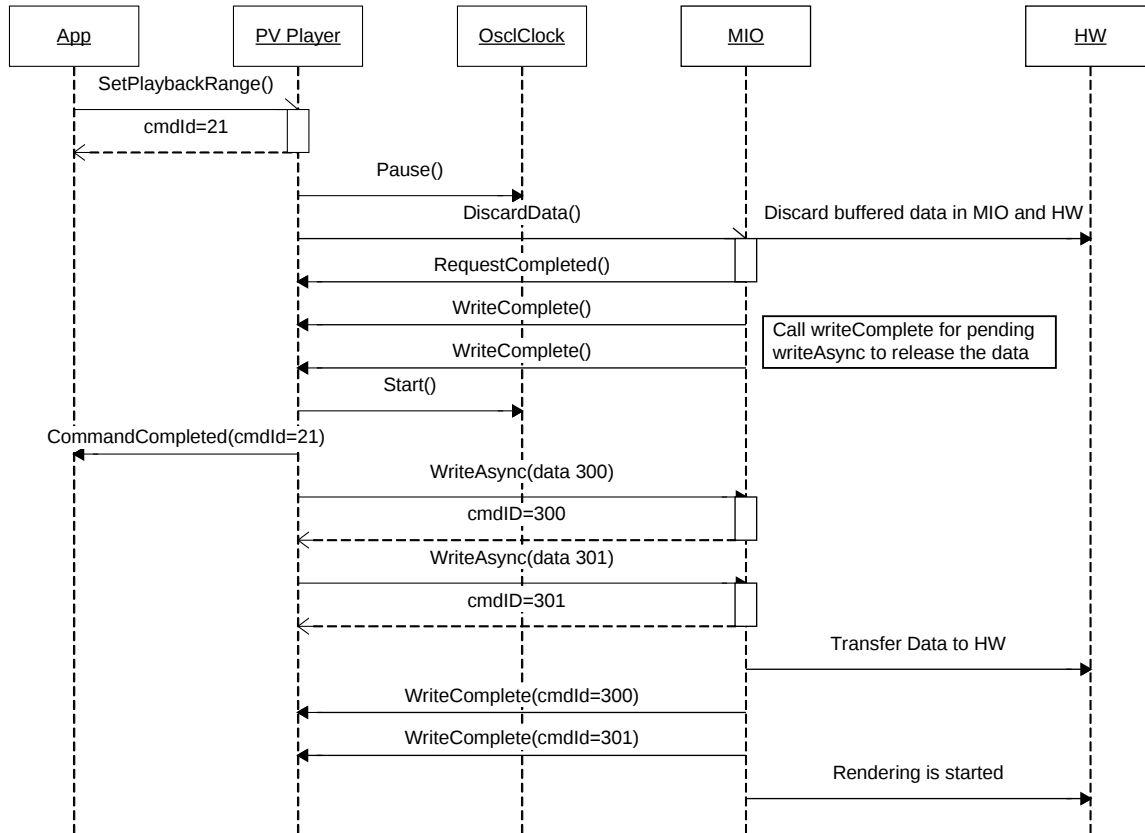 App
PV Player
OsclClock
MIO
HW
SetPlaybackRange()
cmdId=21
Pause()
DiscardData()
Discard buffered data in MIO and HW
RequestCompleted()
WriteComplete()
Call writeComplete for pending
writeAsync to release the data
WriteComplete()
Start()
CommandCompleted(cmdId=21)
WriteAsync(data 300)
cmdID=300
WriteAsync(data 301)
cmdID=301
Transfer Data to HW
WriteComplete(cmdId=300)
WriteComplete(cmdId=301)
Rendering is started